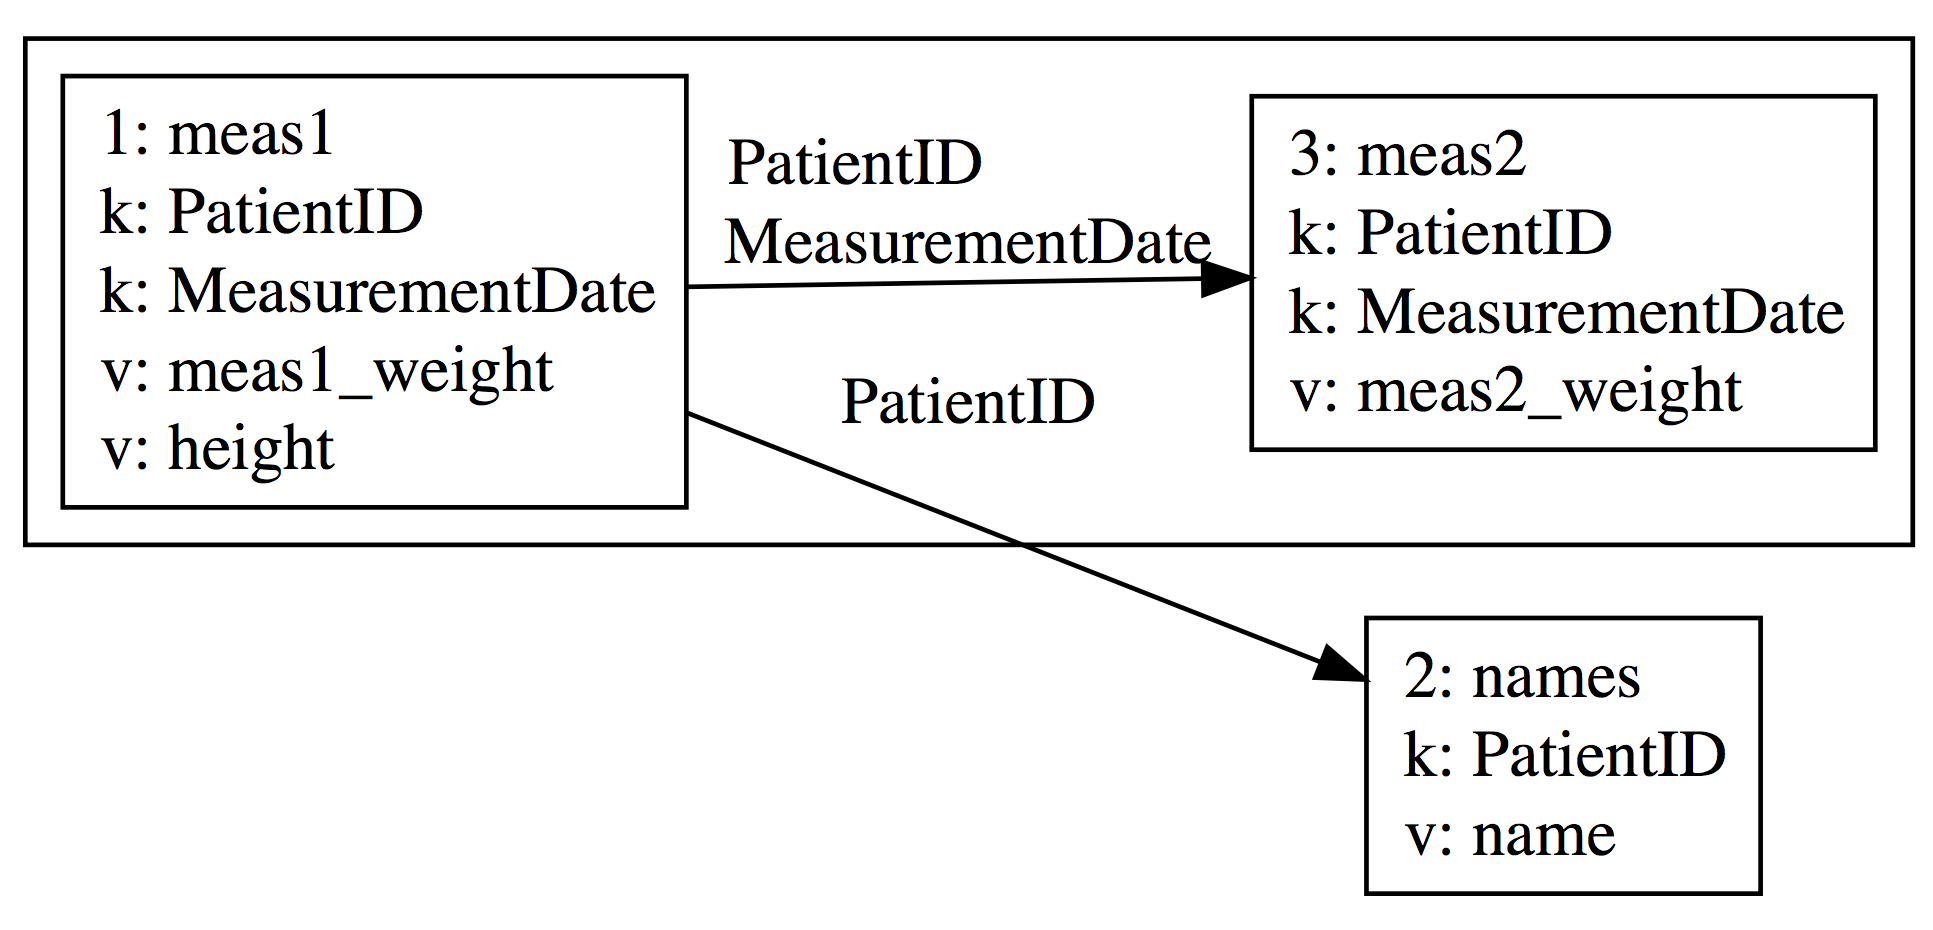 1: meas1
k: PatientID
k: MeasurementDate
v: meas1_weight
v: height
PatientID
MeasurementDate
PatientID
3: meas2
k: PatientID
k: MeasurementDate
v: meas2_weight
2: names
k: PatientID
v: name